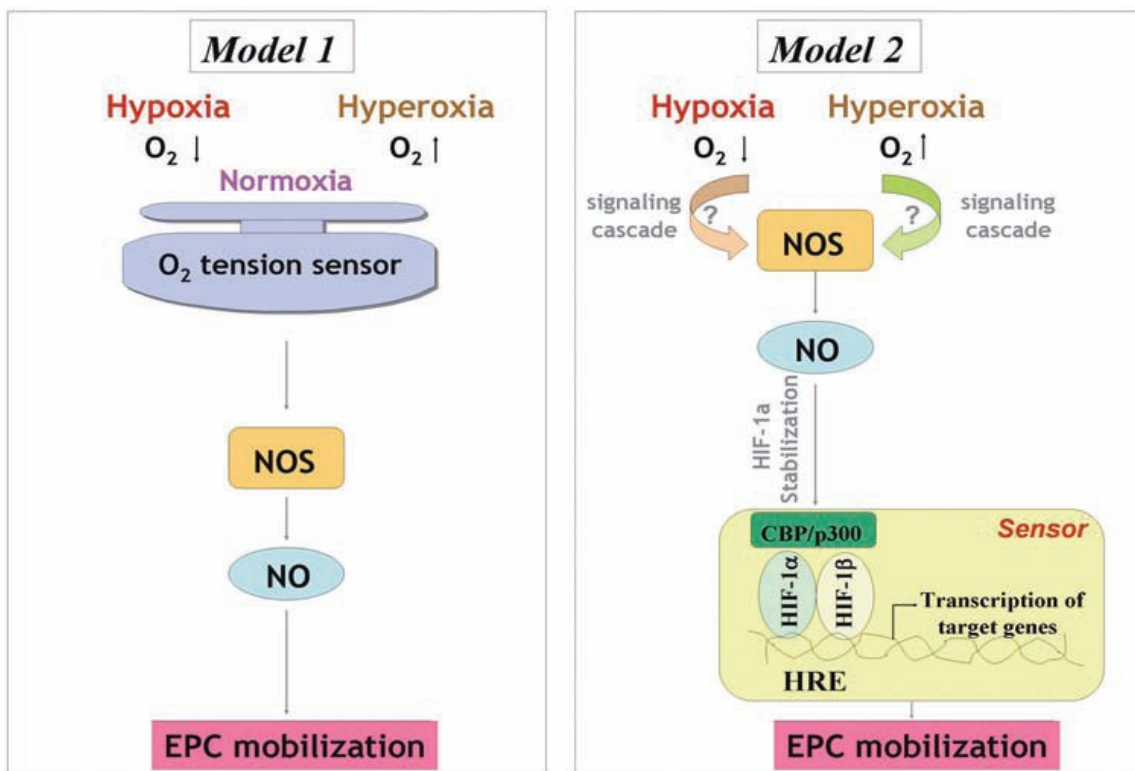 Model 1
Hypoxia Hyperoxia
O₂ ↓ O₂ ↑
Normoxia
O₂ tension sensor
NOS
NO
EPC mobilization
Model 2
Hypoxia Hyperoxia
O₂ ↓ O₂ ↑
signaling
cascade
?
?
signaling
cascade
NOS
NO
HIF-1a
Stabilization
Sensor
CBP/p300
HIF-1α
HIF-1β
Transcription of
target genes
HRE
EPC mobilization